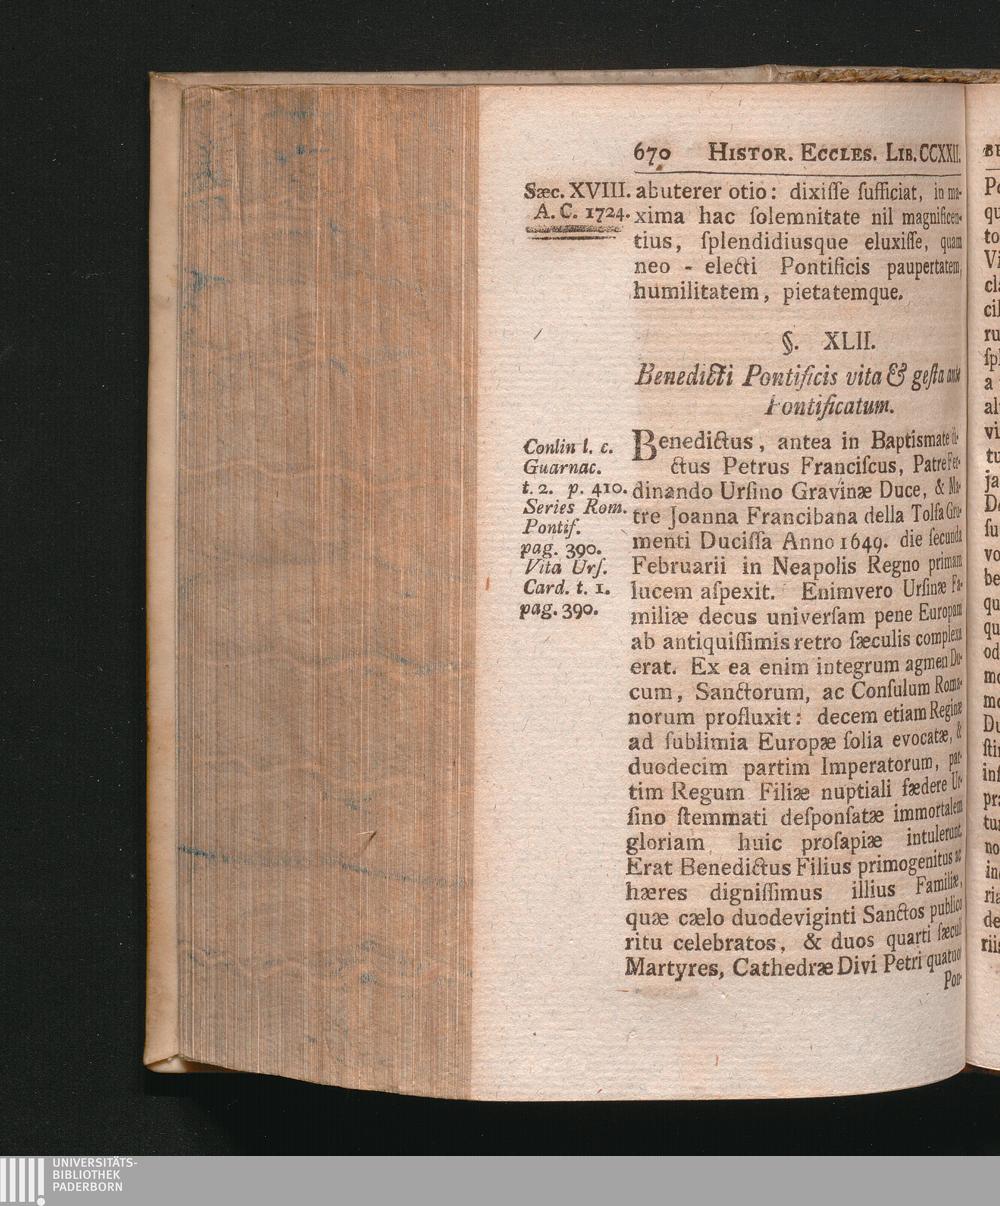 670 HISTOR. ECCLES. LIB. CCXXII.
Sæc. XVIII.
A. C. 1724.
abuterer otio: dixiſſe ſufficiat, in ma-
xima hac ſolemnitate nil magnificen-
tius, ſplendidiusque eluxiſſe, quam
neo - electi Pontificis paupertatem,
humilitatem, pietatemque.
§. XLII.
Benedicti Pontificis vita & geſta ante
Pontificatum.
Conlin l. c.
Guarnac.
t. 2. p. 410.
Series Rom.
Pontif.
pag. 390.
Vita Urſ.
Card. t. 1.
pag. 390.
Benedictus, antea in Baptismate di-
ctus Petrus Franciſcus, Patre Fer-
dinando Urſino Gravinæ Duce, & Ma-
tre Joanna Francibana della Tolfa Gru-
menti Duciſſa Anno 1649. die ſecunda
Februarii in Neapolis Regno primam
lucem aſpexit. Enimvero Urſinæ Fa-
miliæ decus univerſam pene Europam
ab antiquiſſimis retro ſæculis complexa
erat. Ex ea enim integrum agmen Du-
cum, Sanctorum, ac Conſulum Roma-
norum profluxit: decem etiam Reginæ
ad ſublimia Europæ ſolia evocatæ, &
duodecim partim Imperatorum, par-
tim Regum Filiæ nuptiali fædere Ur-
ſino ſtemmati deſponſatæ immortalem
gloriam huic proſapiæ intulerunt.
Erat Benedictus Filius primogenitus ac
hæres digniſſimus illius Familiæ,
quæ cælo duodeviginti Sanctos publico
ritu celebratos, & duos quarti ſæculi
Martyres, Cathedræ Divi Petri quatuor
Pon-
UNIVERSITÄTS-
BIBLIOTHEK
PADERBORN